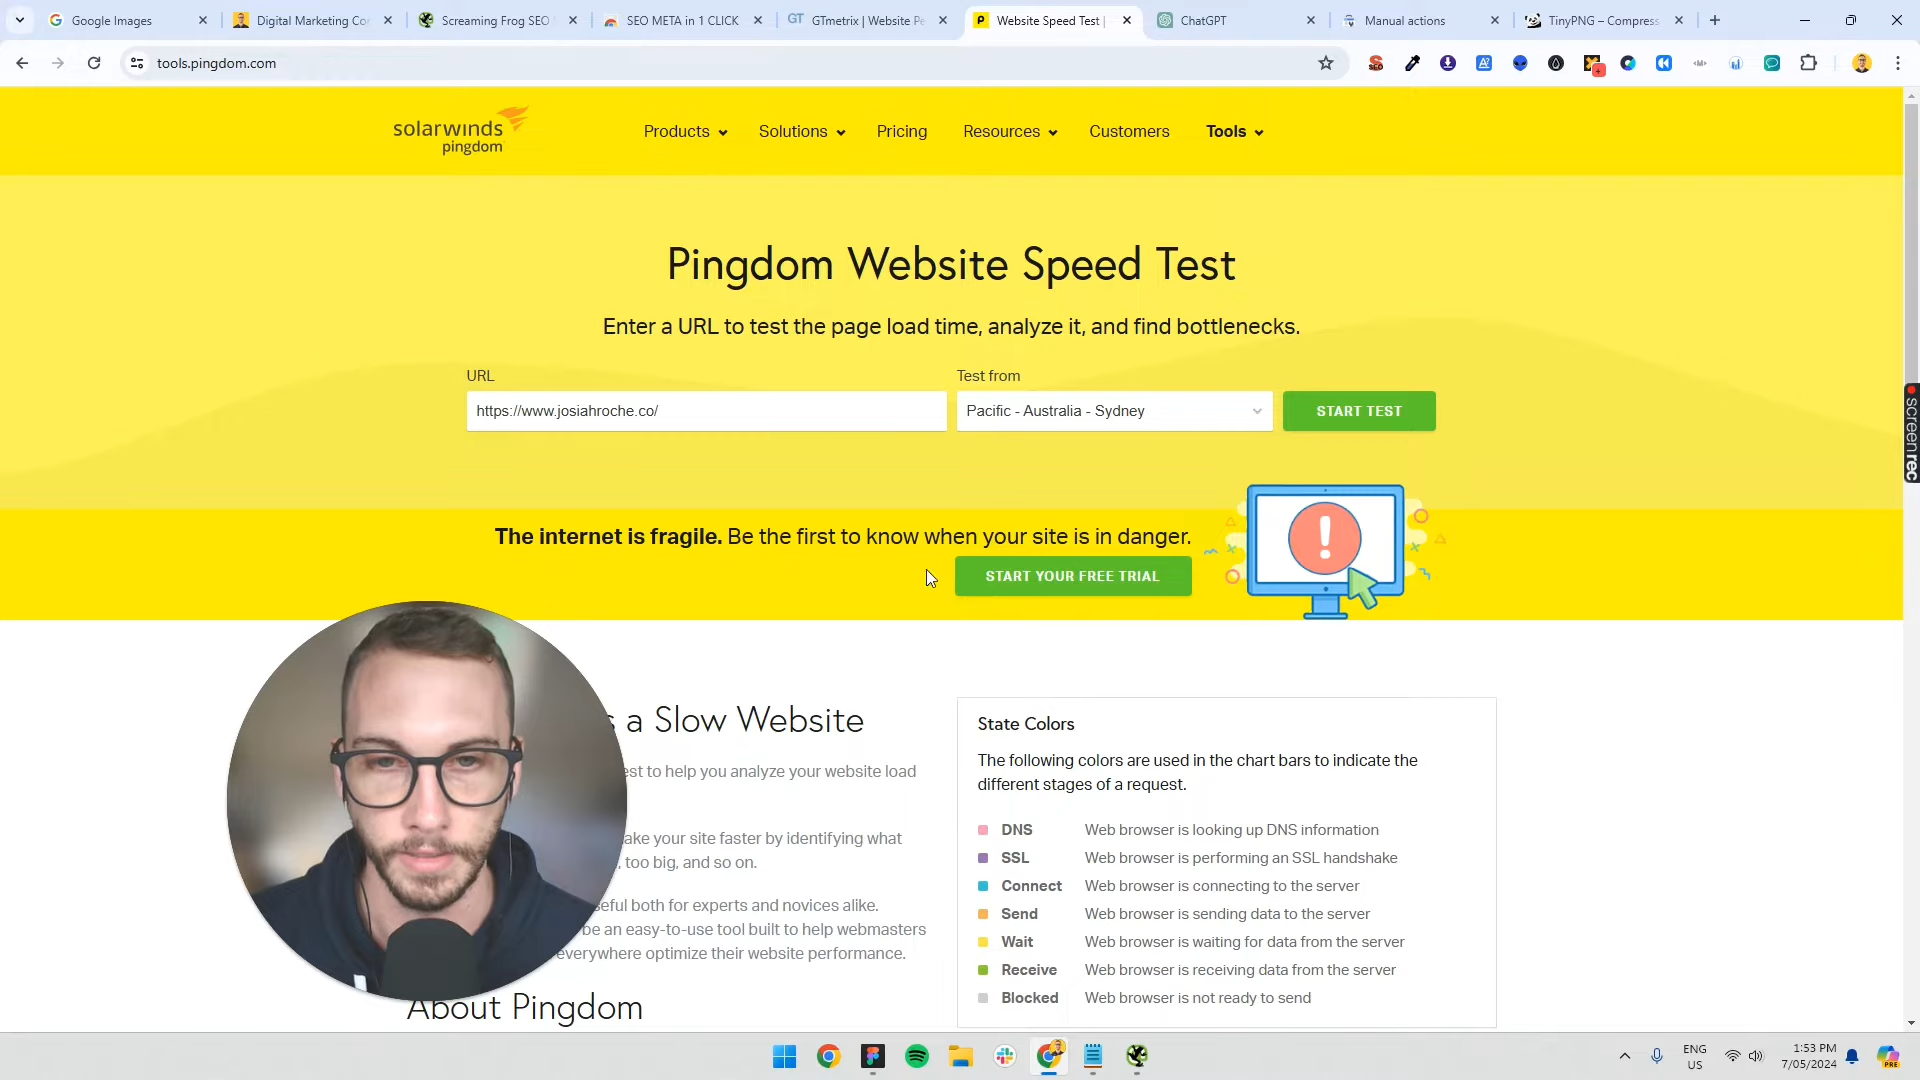 Google Images
Digital Marketing Co
Screaming Frog SEO
SEO META in 1 CLICK
GTmetrix | Website Pe
Website Speed Test |
ChatGPT
Manual actions
TinyPNG – Compress
tools.pingdom.com
solarwinds
pingdom
Products
Solutions
Pricing
Resources
Customers
Tools
Pingdom Website Speed Test
Enter a URL to test the page load time, analyze it, and find bottlenecks.
URL
Test from
https://www.josiahroche.co/
Pacific - Australia - Sydney
START TEST
screenrec
The internet is fragile. Be the first to know when your site is in danger.
START YOUR FREE TRIAL
a Slow Website
est to help you analyze your website load
ake your site faster by identifying what
too big, and so on.
seful both for experts and novices alike.
be an easy-to-use tool built to help webmasters
everywhere optimize their website performance.
About Pingdom
State Colors
The following colors are used in the chart bars to indicate the
different stages of a request.
DNS Web browser is looking up DNS information
SSL Web browser is performing an SSL handshake
Connect Web browser is connecting to the server
Send Web browser is sending data to the server
Wait Web browser is waiting for data from the server
Receive Web browser is receiving data from the server
Blocked Web browser is not ready to send
ENG
US
1:53 PM
7/05/2024